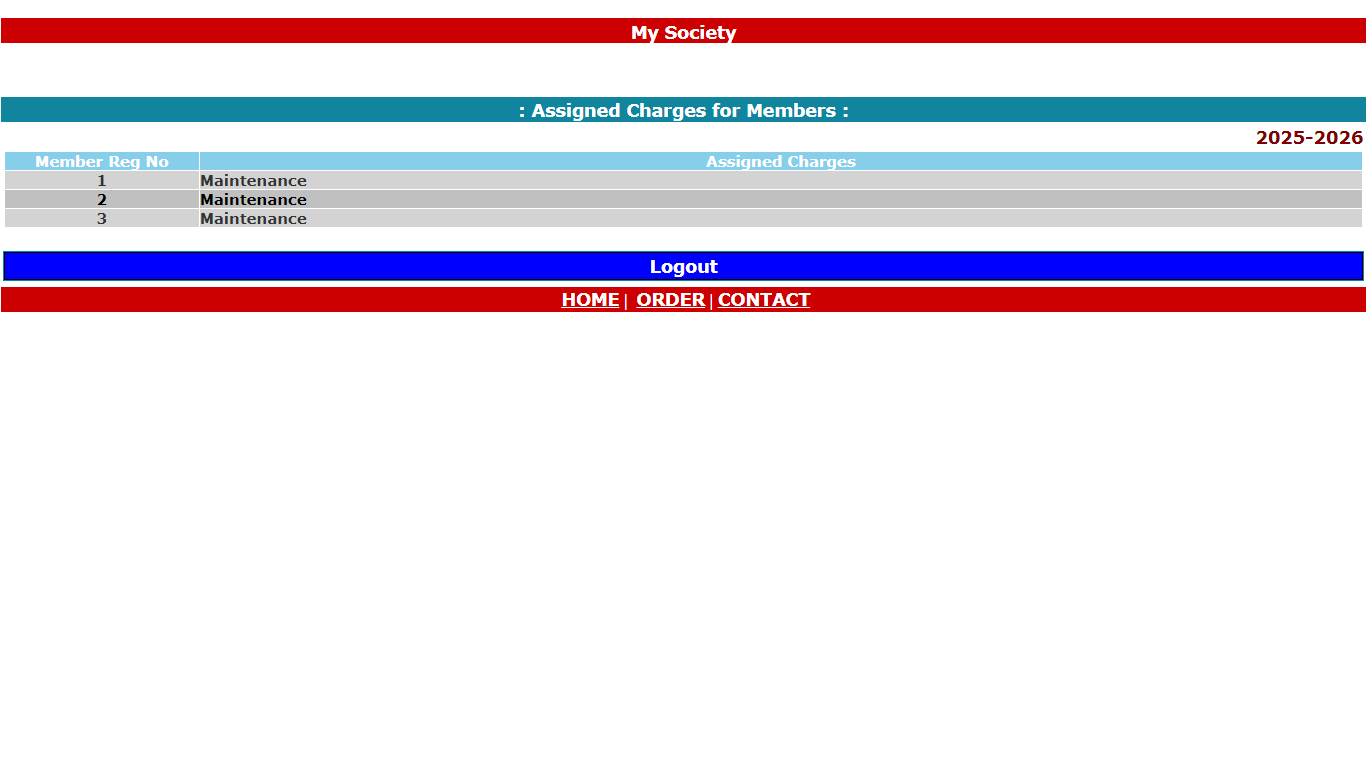 My Society
: Assigned Charges for Members :
2025-2026
Member Reg No Assigned Charges
1 Maintenance
2 Maintenance
3 Maintenance
Logout
HOME | ORDER | CONTACT